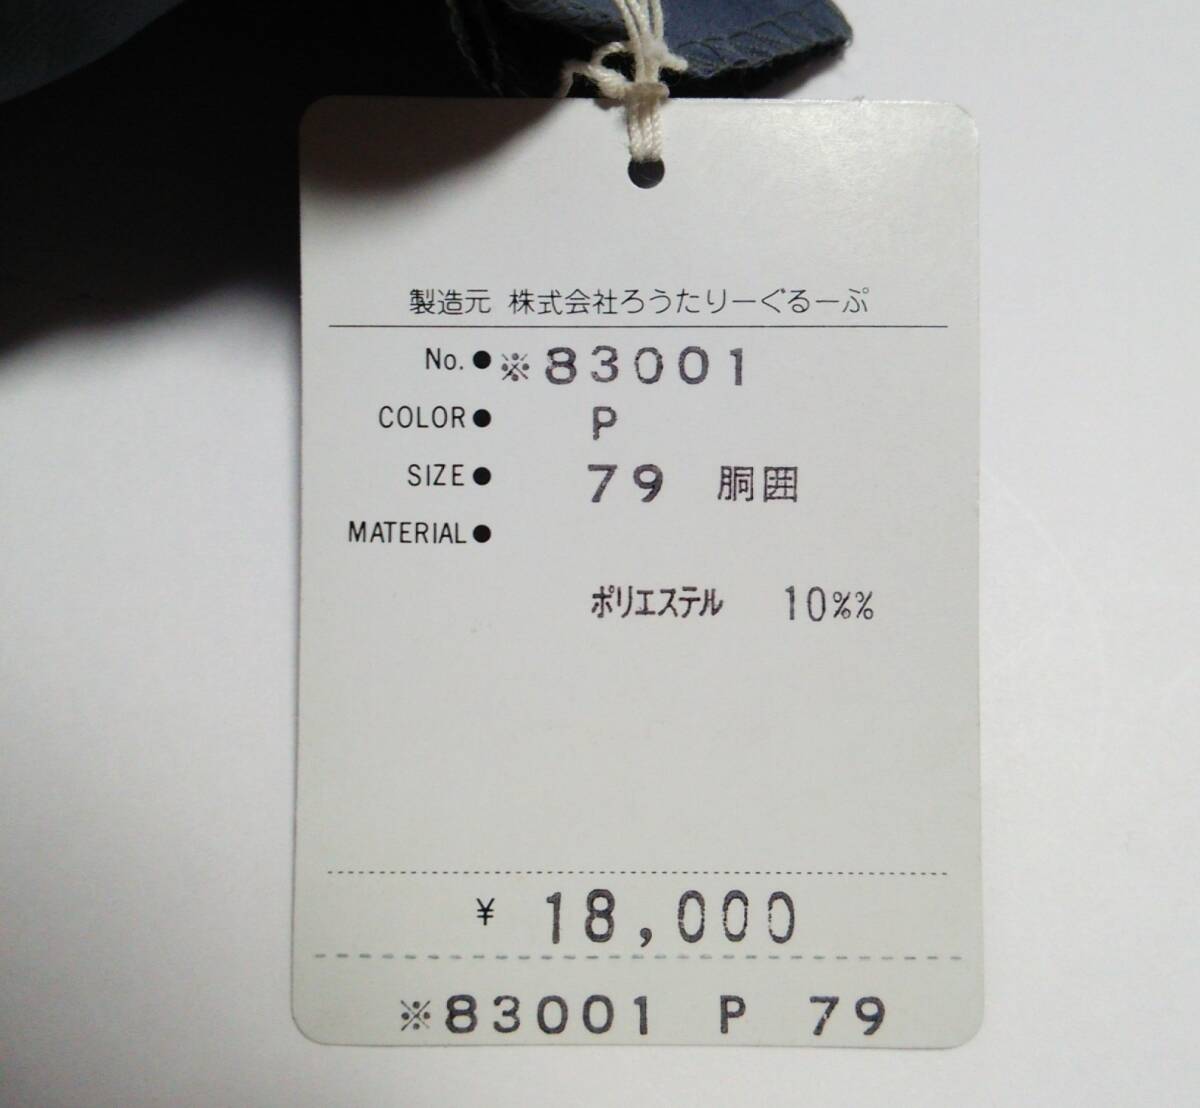 製造元 株式会社ろうたりーぐるーぷ
No.● ※83001
COLOR● P
SIZE● 79 胴囲
MATERIAL●
ポリエステル 10%%
¥ 18,000
※83001 P 79